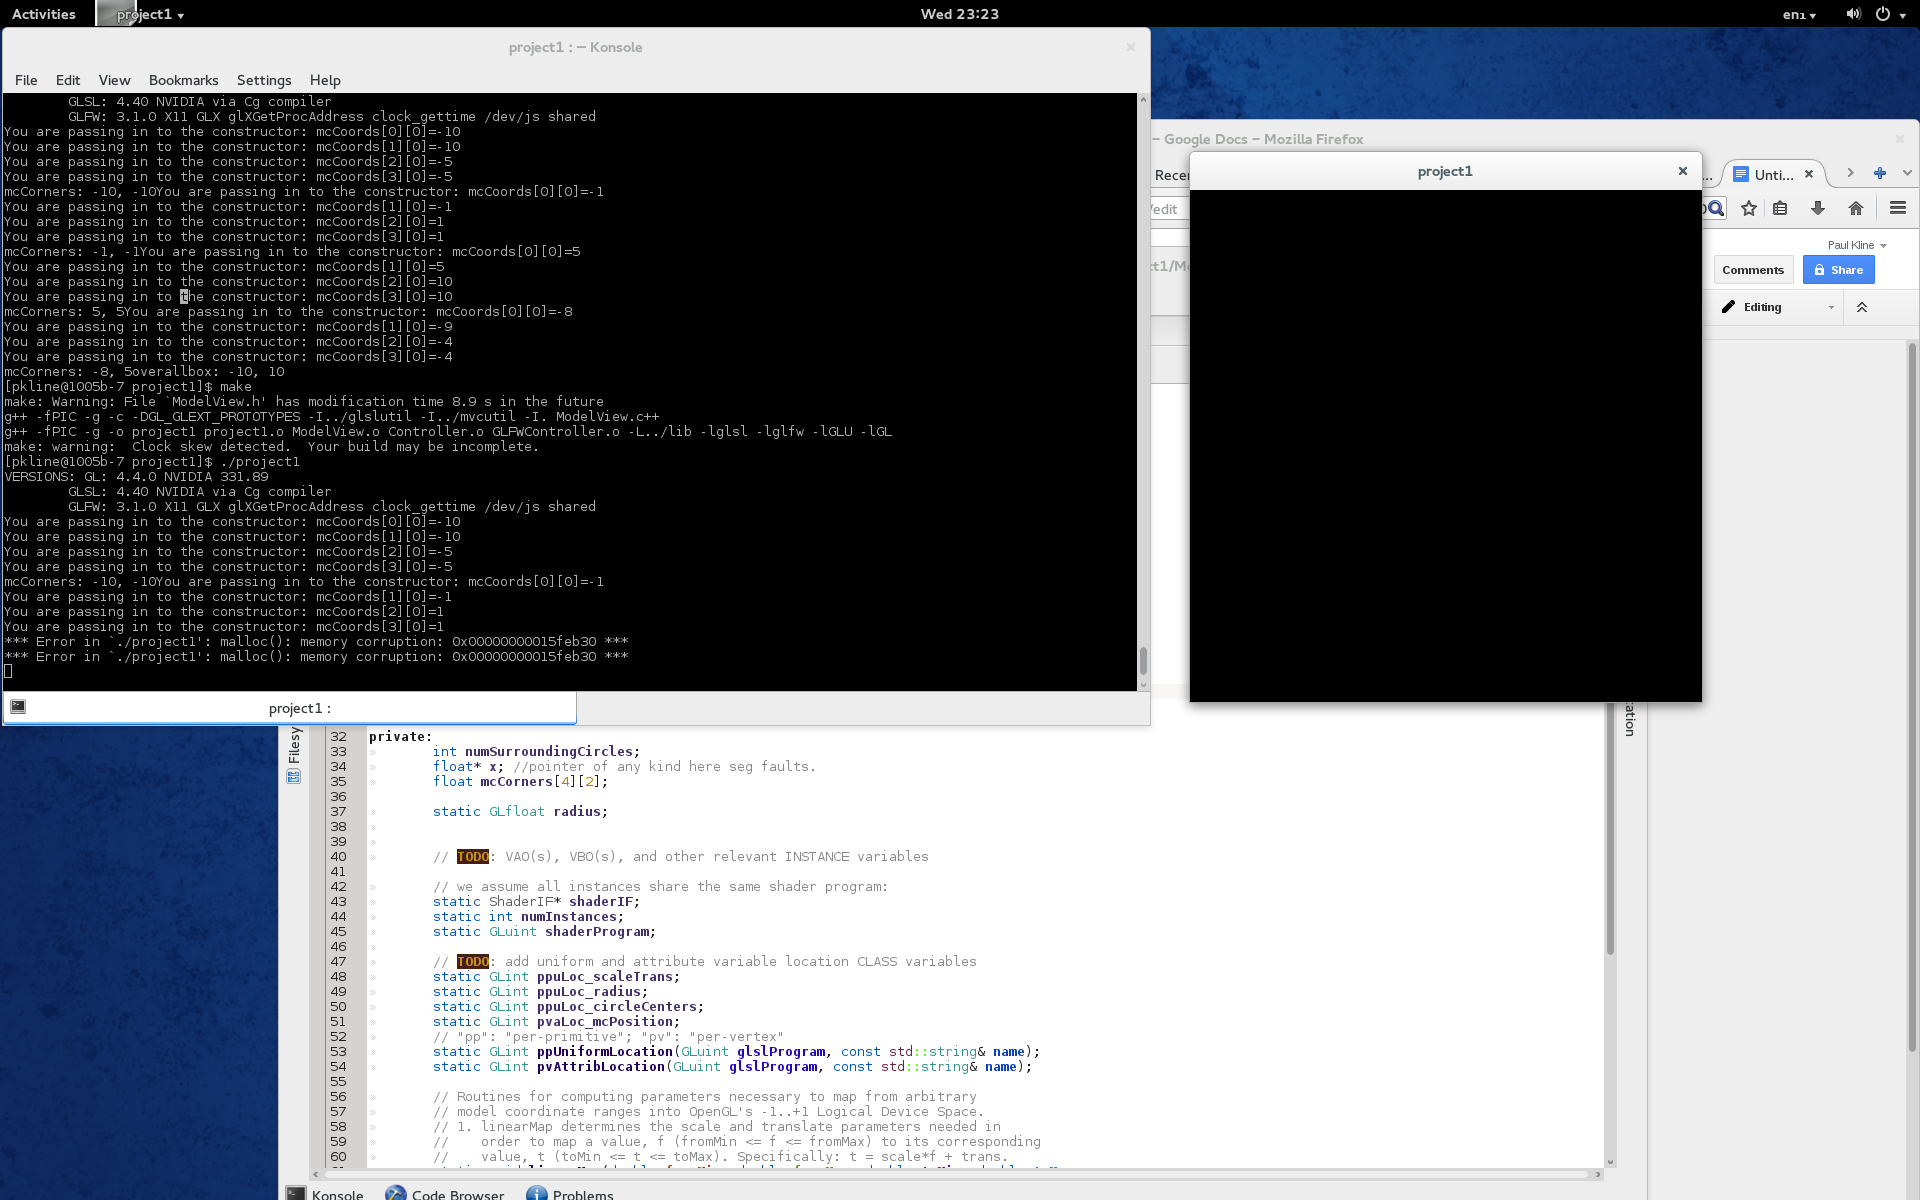 Activities project1 Wed 23:23 en1
project1 : – Konsole
File Edit View Bookmarks Settings Help
GLSL: 4.40 NVIDIA via Cg compiler
GLFW: 3.1.0 X11 GLX glXGetProcAddress clock_gettime /dev/js shared
You are passing in to the constructor: mcCoords[0][0]=-10
You are passing in to the constructor: mcCoords[1][0]=-10
You are passing in to the constructor: mcCoords[2][0]=-5
You are passing in to the constructor: mcCoords[3][0]=-5
mcCorners: -10, -10You are passing in to the constructor: mcCoords[0][0]=-1
You are passing in to the constructor: mcCoords[1][0]=-1
You are passing in to the constructor: mcCoords[2][0]=1
You are passing in to the constructor: mcCoords[3][0]=1
mcCorners: -1, -1You are passing in to the constructor: mcCoords[0][0]=5
You are passing in to the constructor: mcCoords[1][0]=5
You are passing in to the constructor: mcCoords[2][0]=10
You are passing in to the constructor: mcCoords[3][0]=10
mcCorners: 5, 5You are passing in to the constructor: mcCoords[0][0]=-8
You are passing in to the constructor: mcCoords[1][0]=-9
You are passing in to the constructor: mcCoords[2][0]=-4
You are passing in to the constructor: mcCoords[3][0]=-4
mcCorners: -8, 5overallbox: -10, 10
[pkline@1005b-7 project1]$ make
make: Warning: File `ModelView.h' has modification time 8.9 s in the future
g++ -fPIC -g -c -DGL_GLEXT_PROTOTYPES -I../glslutil -I../mvcutil -I. ModelView.c++
g++ -fPIC -g -o project1 project1.o ModelView.o Controller.o GLFWController.o -L../lib -lglsl -lglfw -lGLU -lGL
make: warning:  Clock skew detected.  Your build may be incomplete.
[pkline@1005b-7 project1]$ ./project1
VERSIONS: GL: 4.4.0 NVIDIA 331.89
GLSL: 4.40 NVIDIA via Cg compiler
GLFW: 3.1.0 X11 GLX glXGetProcAddress clock_gettime /dev/js shared
You are passing in to the constructor: mcCoords[0][0]=-10
You are passing in to the constructor: mcCoords[1][0]=-10
You are passing in to the constructor: mcCoords[2][0]=-5
You are passing in to the constructor: mcCoords[3][0]=-5
mcCorners: -10, -10You are passing in to the constructor: mcCoords[0][0]=-1
You are passing in to the constructor: mcCoords[1][0]=-1
You are passing in to the constructor: mcCoords[2][0]=1
You are passing in to the constructor: mcCoords[3][0]=1
*** Error in `./project1': malloc(): memory corruption: 0x00000000015feb30 ***
*** Error in `./project1': malloc(): memory corruption: 0x00000000015feb30 ***
project1 :
– Google Docs – Mozilla Firefox
Recen
... Unti...
/edit
project1
Paul Kline
ct1/M
Comments Share
Editing
Filesy
ation
32 private:
33 int numSurroundingCircles;
34 float* x; //pointer of any kind here seg faults.
35 float mcCorners[4][2];
36
37 static GLfloat radius;
38
39
40 // TODO: VAO(s), VBO(s), and other relevant INSTANCE variables
41
42 // we assume all instances share the same shader program:
43 static ShaderIF* shaderIF;
44 static int numInstances;
45 static GLuint shaderProgram;
46
47 // TODO: add uniform and attribute variable location CLASS variables
48 static GLint ppuLoc_scaleTrans;
49 static GLint ppuLoc_radius;
50 static GLint ppuLoc_circleCenters;
51 static GLint pvaLoc_mcPosition;
52 // "pp": "per-primitive"; "pv": "per-vertex"
53 static GLint ppUniformLocation(GLuint glslProgram, const std::string& name);
54 static GLint pvAttribLocation(GLuint glslProgram, const std::string& name);
55
56 // Routines for computing parameters necessary to map from arbitrary
57 // model coordinate ranges into OpenGL's -1..+1 Logical Device Space.
58 // 1. linearMap determines the scale and translate parameters needed in
59 //    order to map a value, f (fromMin <= f <= fromMax) to its corresponding
60 //    value, t (toMin <= t <= toMax). Specifically: t = scale*f + trans.
Konsole Code Browser Problems